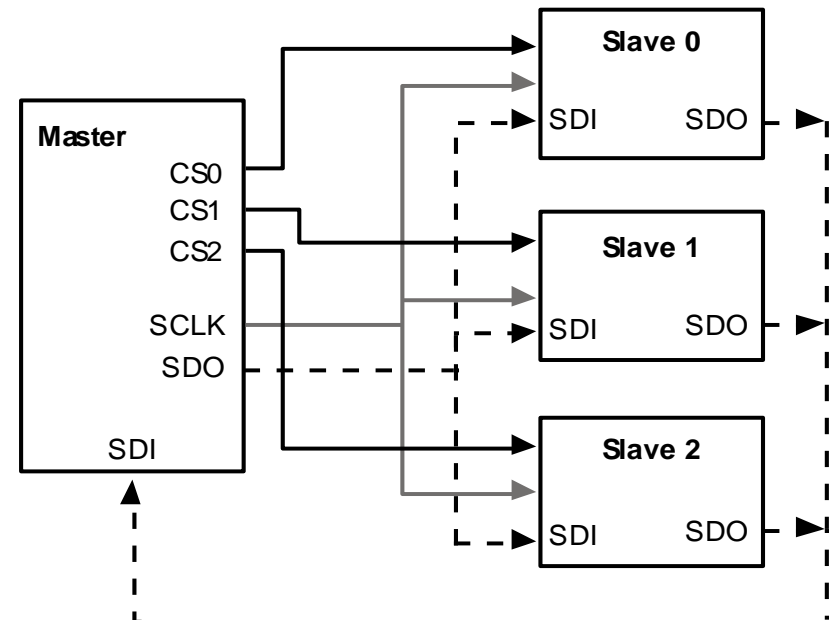 Master
CS0
CS1
CS2
SCLK
SDO
SDI
Slave 0
SDI SDO
Slave 1
SDI SDO
Slave 2
SDI SDO